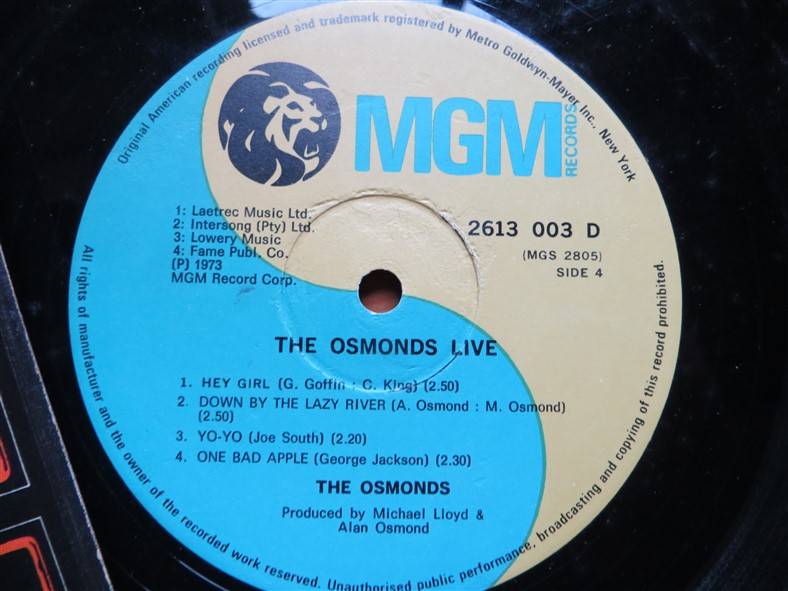 Original American recording licensed and trademark registered by Metro Goldwyn-Mayer Inc., New York
MGM
RECORDS
1: Laetrec Music Ltd.
2: Intersong (Pty) Ltd.
3: Lowery Music
4: Fame Publ. Co.
(P) 1973
MGM Record Corp.
2613 003 D
(MGS 2805)
SIDE 4
THE OSMONDS LIVE
1. HEY GIRL (G. Goffin : C. King) (2.50)
2. DOWN BY THE LAZY RIVER (A. Osmond : M. Osmond)
(2.50)
3. YO-YO (Joe South) (2.20)
4. ONE BAD APPLE (George Jackson) (2.30)
THE OSMONDS
Produced by Michael Lloyd &
Alan Osmond
All rights of manufacturer and the owner of the recorded work reserved. Unauthorised public performance, broadcasting and copying of this record prohibited.